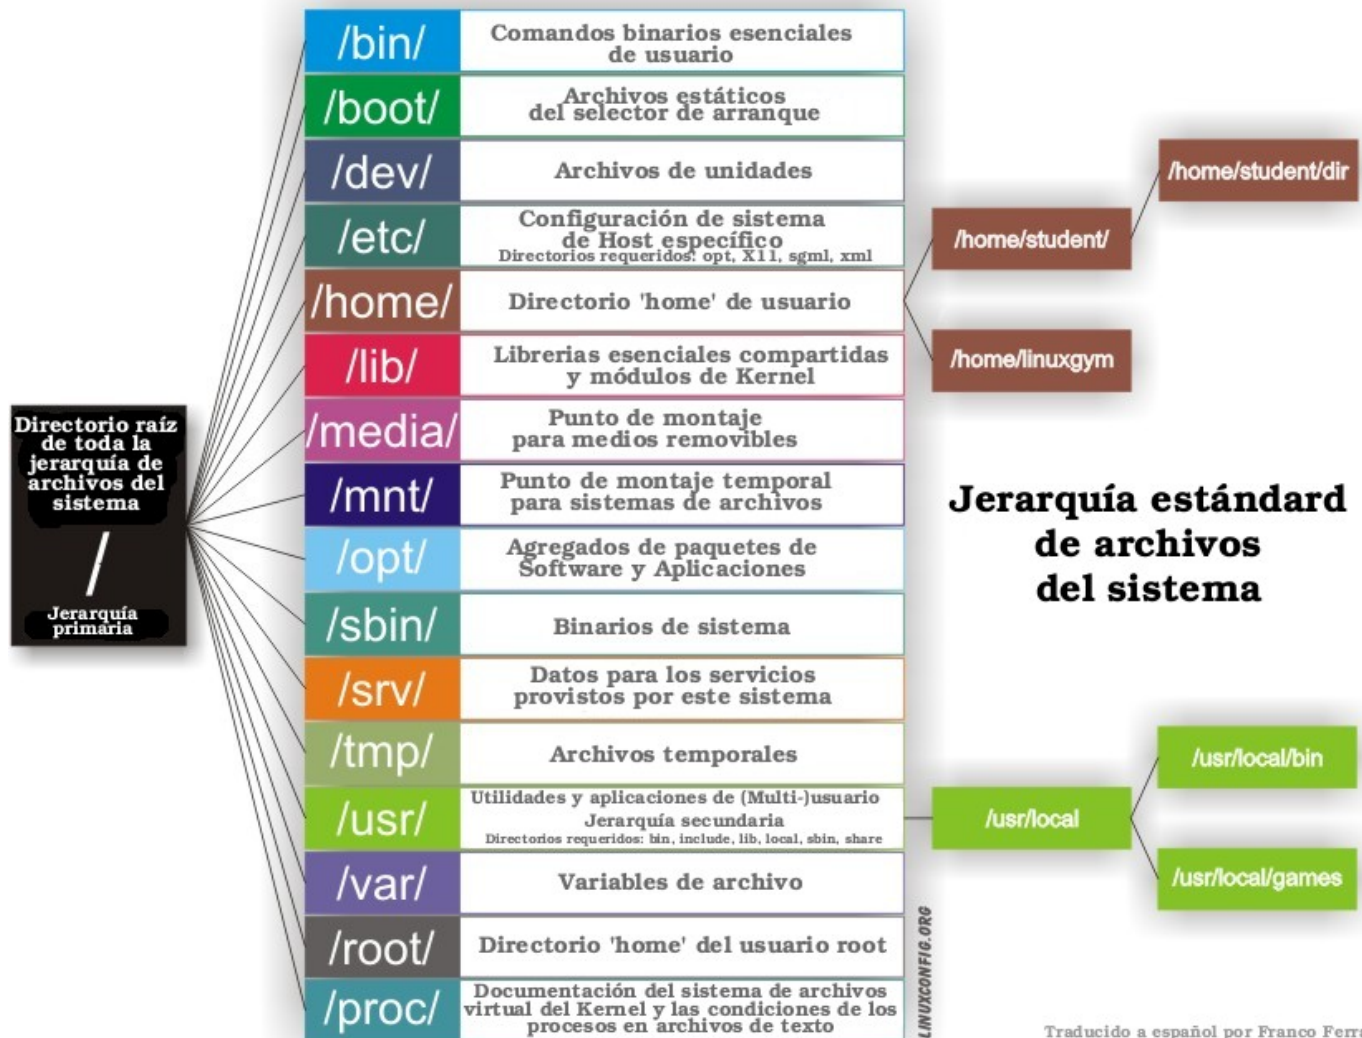 Directorio raíz
de toda la
jerarquía de
archivos del
sistema
/
Jerarquía
primaria
/bin/
Comandos binarios esenciales
de usuario
/boot/
Archivos estáticos
del selector de arranque
/dev/
Archivos de unidades
/etc/
Configuración de sistema
de Host específico
Directorios requeridos: opt, X11, sgml, xml
/home/
Directorio 'home' de usuario
/home/student/
/home/student/dir
/home/linuxgym
/lib/
Librerias esenciales compartidas
y módulos de Kernel
/media/
Punto de montaje
para medios removibles
/mnt/
Punto de montaje temporal
para sistemas de archivos
/opt/
Agregados de paquetes de
Software y Aplicaciones
/sbin/
Binarios de sistema
/srv/
Datos para los servicios
provistos por este sistema
/tmp/
Archivos temporales
/usr/
Utilidades y aplicaciones de (Multi-)usuario
Jerarquía secundaria
Directorios requeridos: bin, include, lib, local, sbin, share
/usr/local
/usr/local/bin
/usr/local/games
/var/
Variables de archivo
/root/
Directorio 'home' del usuario root
/proc/
Documentación del sistema de archivos
virtual del Kernel y las condiciones de los
procesos en archivos de texto
Jerarquía estándard
de archivos
del sistema
LINUXCONFIG.ORG
Traducido a español por Franco